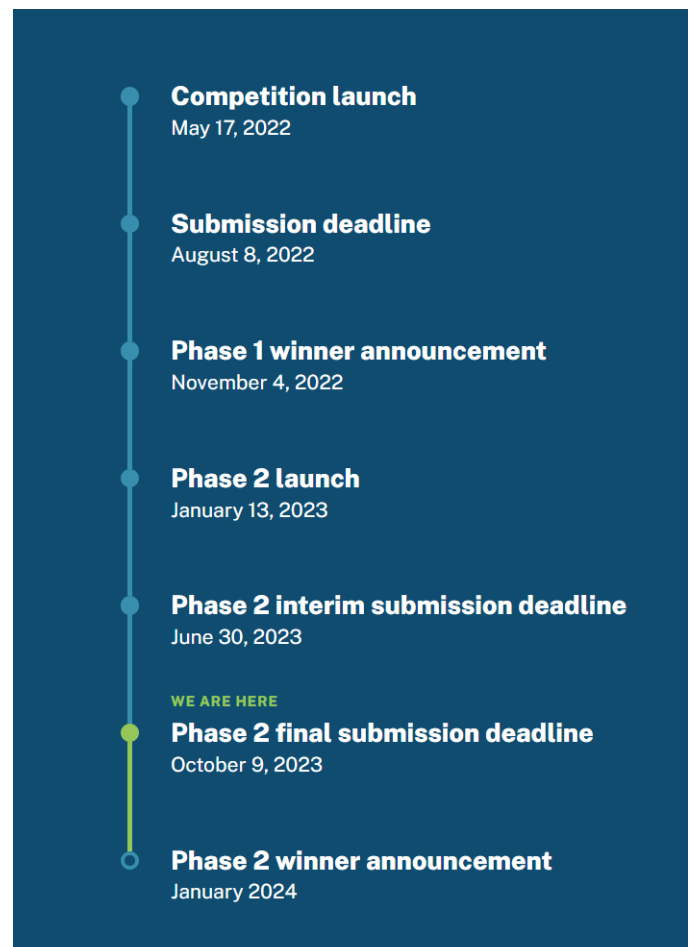 Competition launch
May 17, 2022
Submission deadline
August 8, 2022
Phase 1 winner announcement
November 4, 2022
Phase 2 launch
January 13, 2023
Phase 2 interim submission deadline
June 30, 2023
WE ARE HERE
Phase 2 final submission deadline
October 9, 2023
Phase 2 winner announcement
January 2024